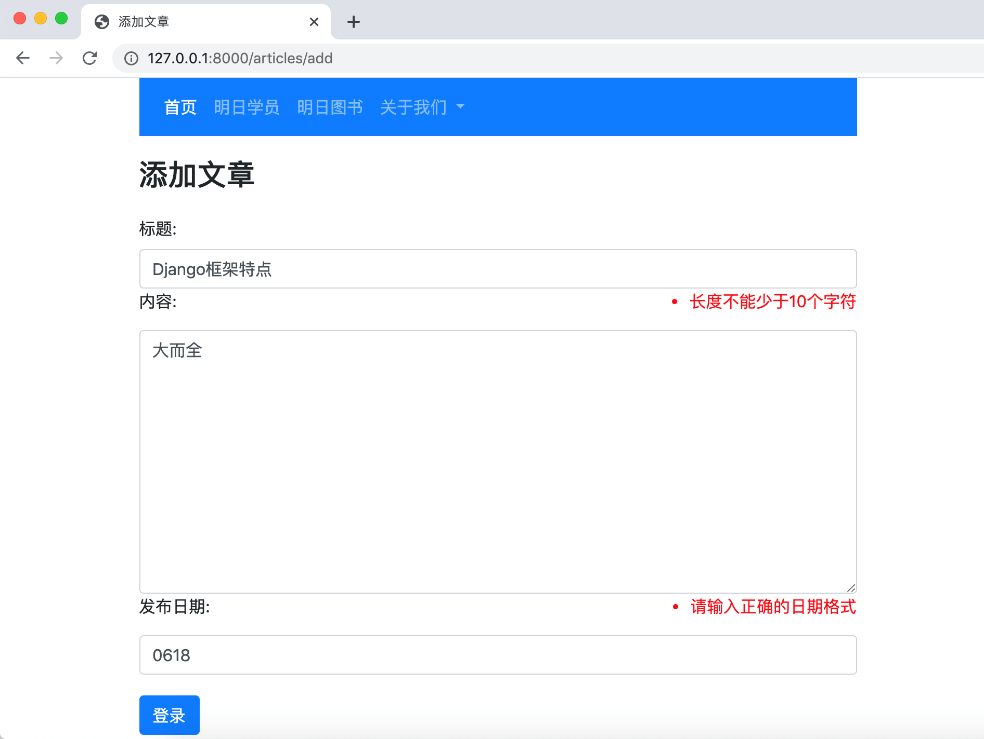 添加文章
127.0.0.1:8000/articles/add
首页 明日学员 明日图书 关于我们
添加文章
标题:
Django框架特点
内容: • 长度不能少于10个字符
大而全
发布日期: • 请输入正确的日期格式
0618
登录